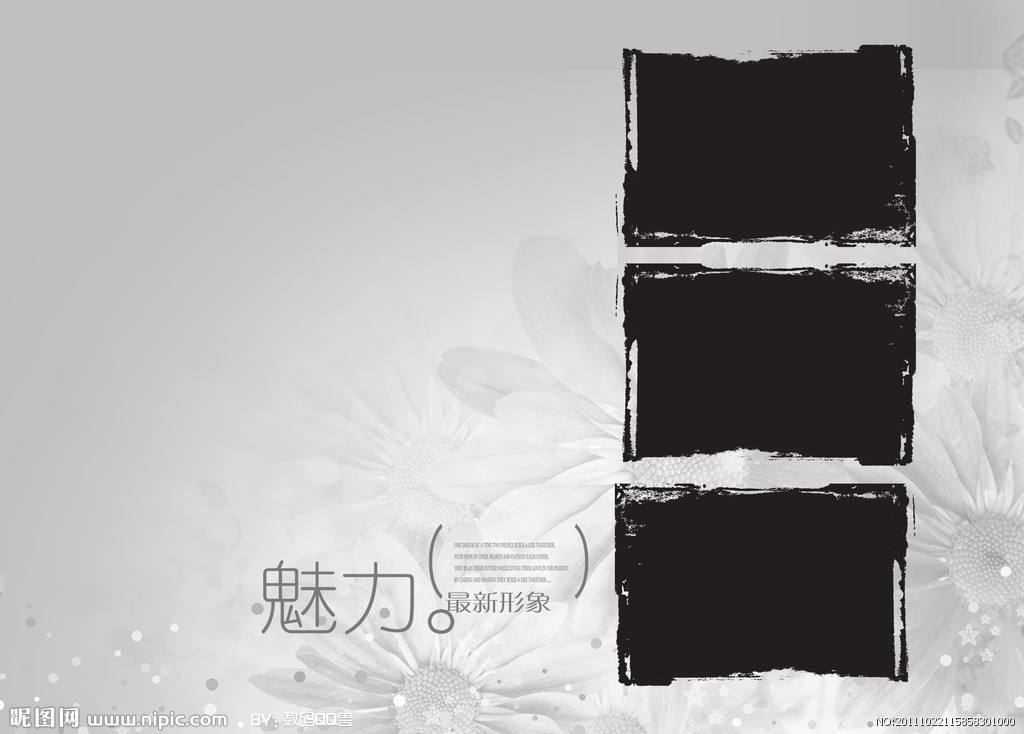 ONE DREAM AT A TIME TWO PEOPLE BUILD A LIFE TOGETHER,
WITH HOPE IN THEIR HEARTS AND FAITH IN EACH OTHER,
THEY PLAN THEIR FUTURE WHILE LIVING THEIR LOVE IN THE PRESENT,
BY CARING AND SHARING THEY BUILD A LIFE TOGETHER....
魅力。
最新形象
昵图网 www.nipic.com BY:数码QQ兽
NO:20111022115858301000